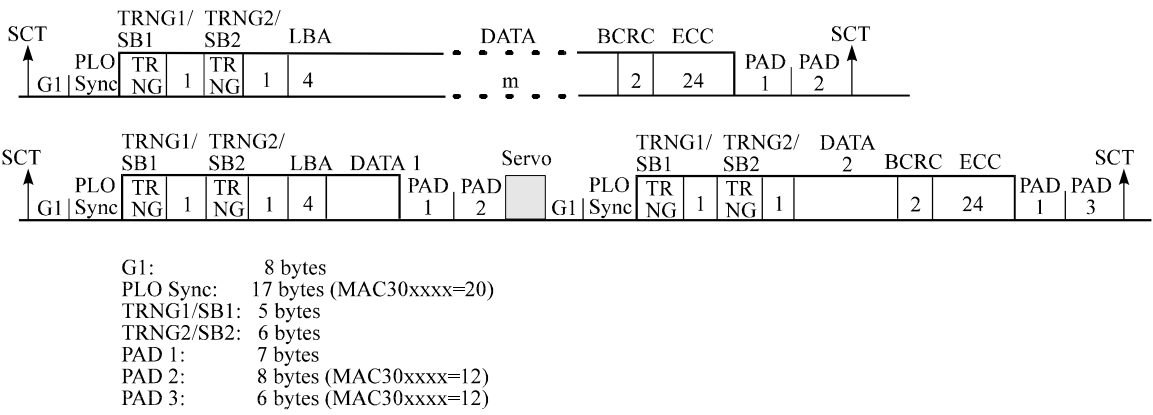 TRNG1/ TRNG2/
SCT SB1 SB2 LBA DATA BCRC ECC SCT
PLO TR TR PAD PAD
G1 Sync NG 1 NG 1 4 m 2 24 1 2
TRNG1/ TRNG2/ TRNG1/ TRNG2/ DATA
SCT SB1 SB2 LBA DATA 1 Servo SB1 SB2 2 BCRC ECC SCT
PLO TR TR PAD PAD PLO TR TR PAD PAD
G1 Sync NG 1 NG 1 4 1 2 G1 Sync NG 1 NG 1 2 24 1 3
G1: 8 bytes
PLO Sync: 17 bytes (MAC30xxxx=20)
TRNG1/SB1: 5 bytes
TRNG2/SB2: 6 bytes
PAD 1: 7 bytes
PAD 2: 8 bytes (MAC30xxxx=12)
PAD 3: 6 bytes (MAC30xxxx=12)